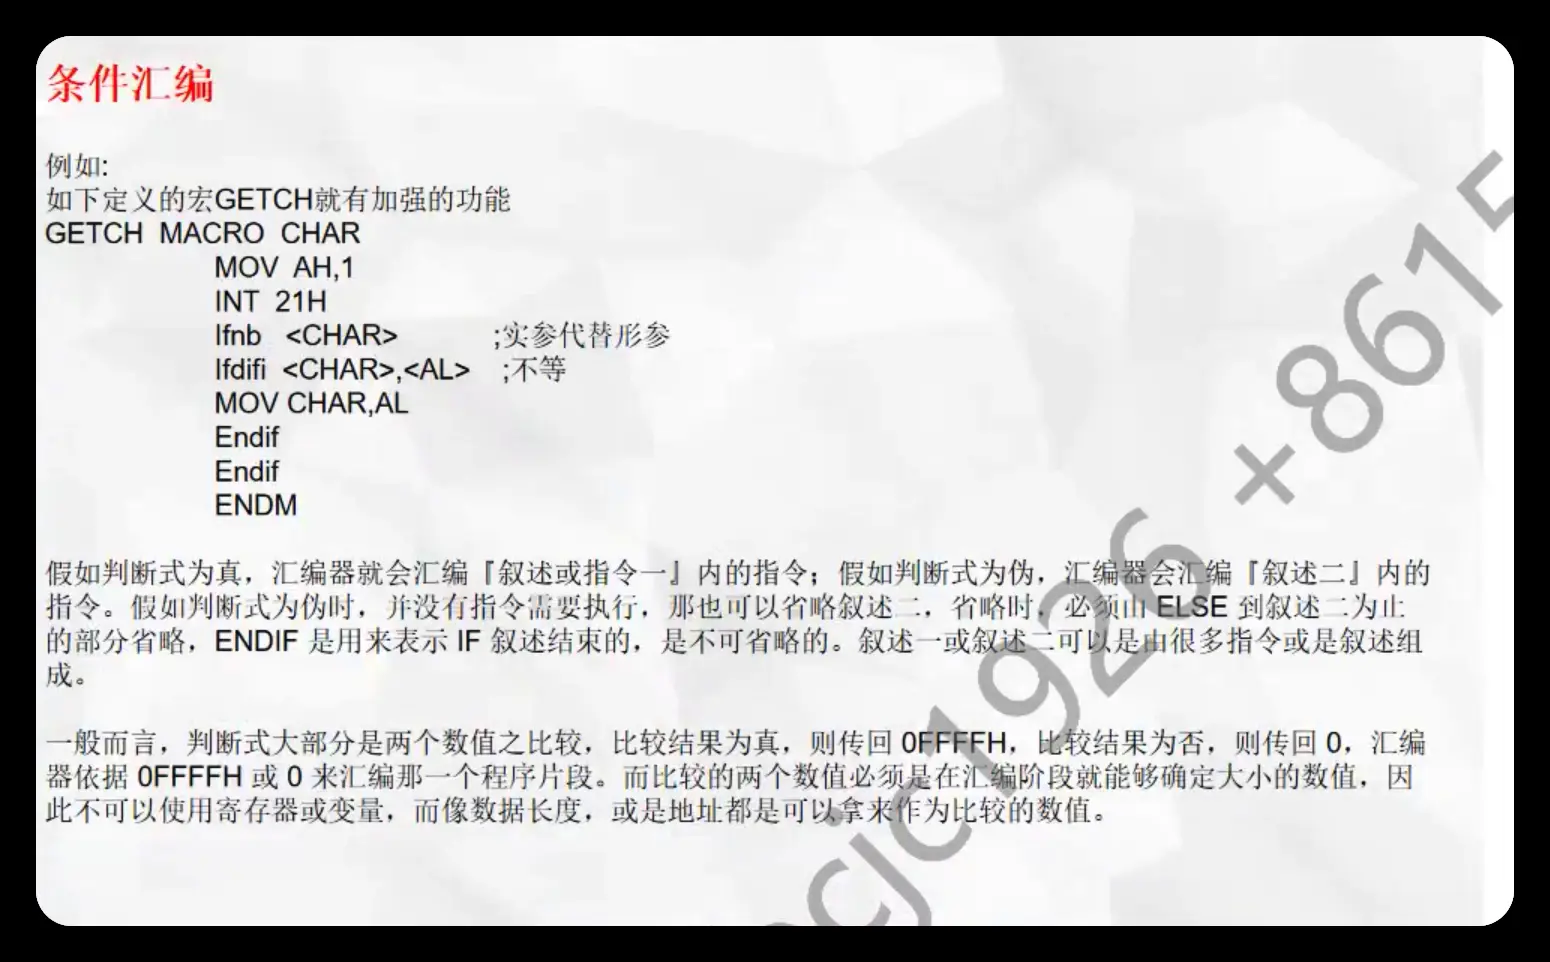 条件汇编
例如:
如下定义的宏GETCH就有加强的功能
GETCH MACRO CHAR
MOV AH,1
INT 21H
Ifnb <CHAR> ;实参代替形参
Ifdifi <CHAR>,<AL> ;不等
MOV CHAR,AL
Endif
Endif
ENDM
假如判断式为真，汇编器就会汇编『叙述或指令一』内的指令；假如判断式为伪，汇编器会汇编『叙述二』内的
指令。假如判断式为伪时，并没有指令需要执行，那也可以省略叙述二，省略时，必须由 ELSE 到叙述二为止
的部分省略，ENDIF 是用来表示 IF 叙述结束的，是不可省略的。叙述一或叙述二可以是由很多指令或是叙述组
成。
一般而言，判断式大部分是两个数值之比较，比较结果为真，则传回 0FFFFH，比较结果为否，则传回 0，汇编
器依据 0FFFFH 或 0 来汇编那一个程序片段。而比较的两个数值必须是在汇编阶段就能够确定大小的数值，因
此不可以使用寄存器或变量，而像数据长度，或是地址都是可以拿来作为比较的数值。
cjc1926 +8615